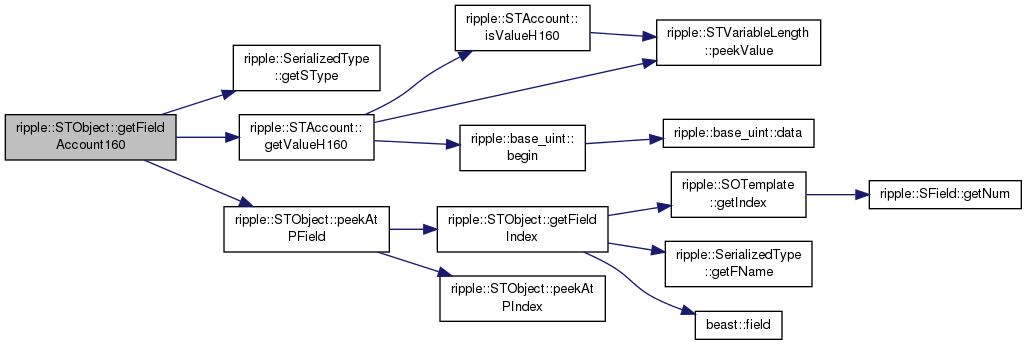 ripple::STObject::getField
Account160
ripple::SerializedType
::getSType
ripple::STAccount::
getValueH160
ripple::STObject::peekAt
PField
ripple::STAccount::
isValueH160
ripple::base_uint::
begin
ripple::STObject::getField
Index
ripple::STObject::peekAt
PIndex
ripple::STVariableLength
::peekValue
ripple::base_uint::data
ripple::SOTemplate
::getIndex
ripple::SerializedType
::getFName
beast::field
ripple::SField::getNum